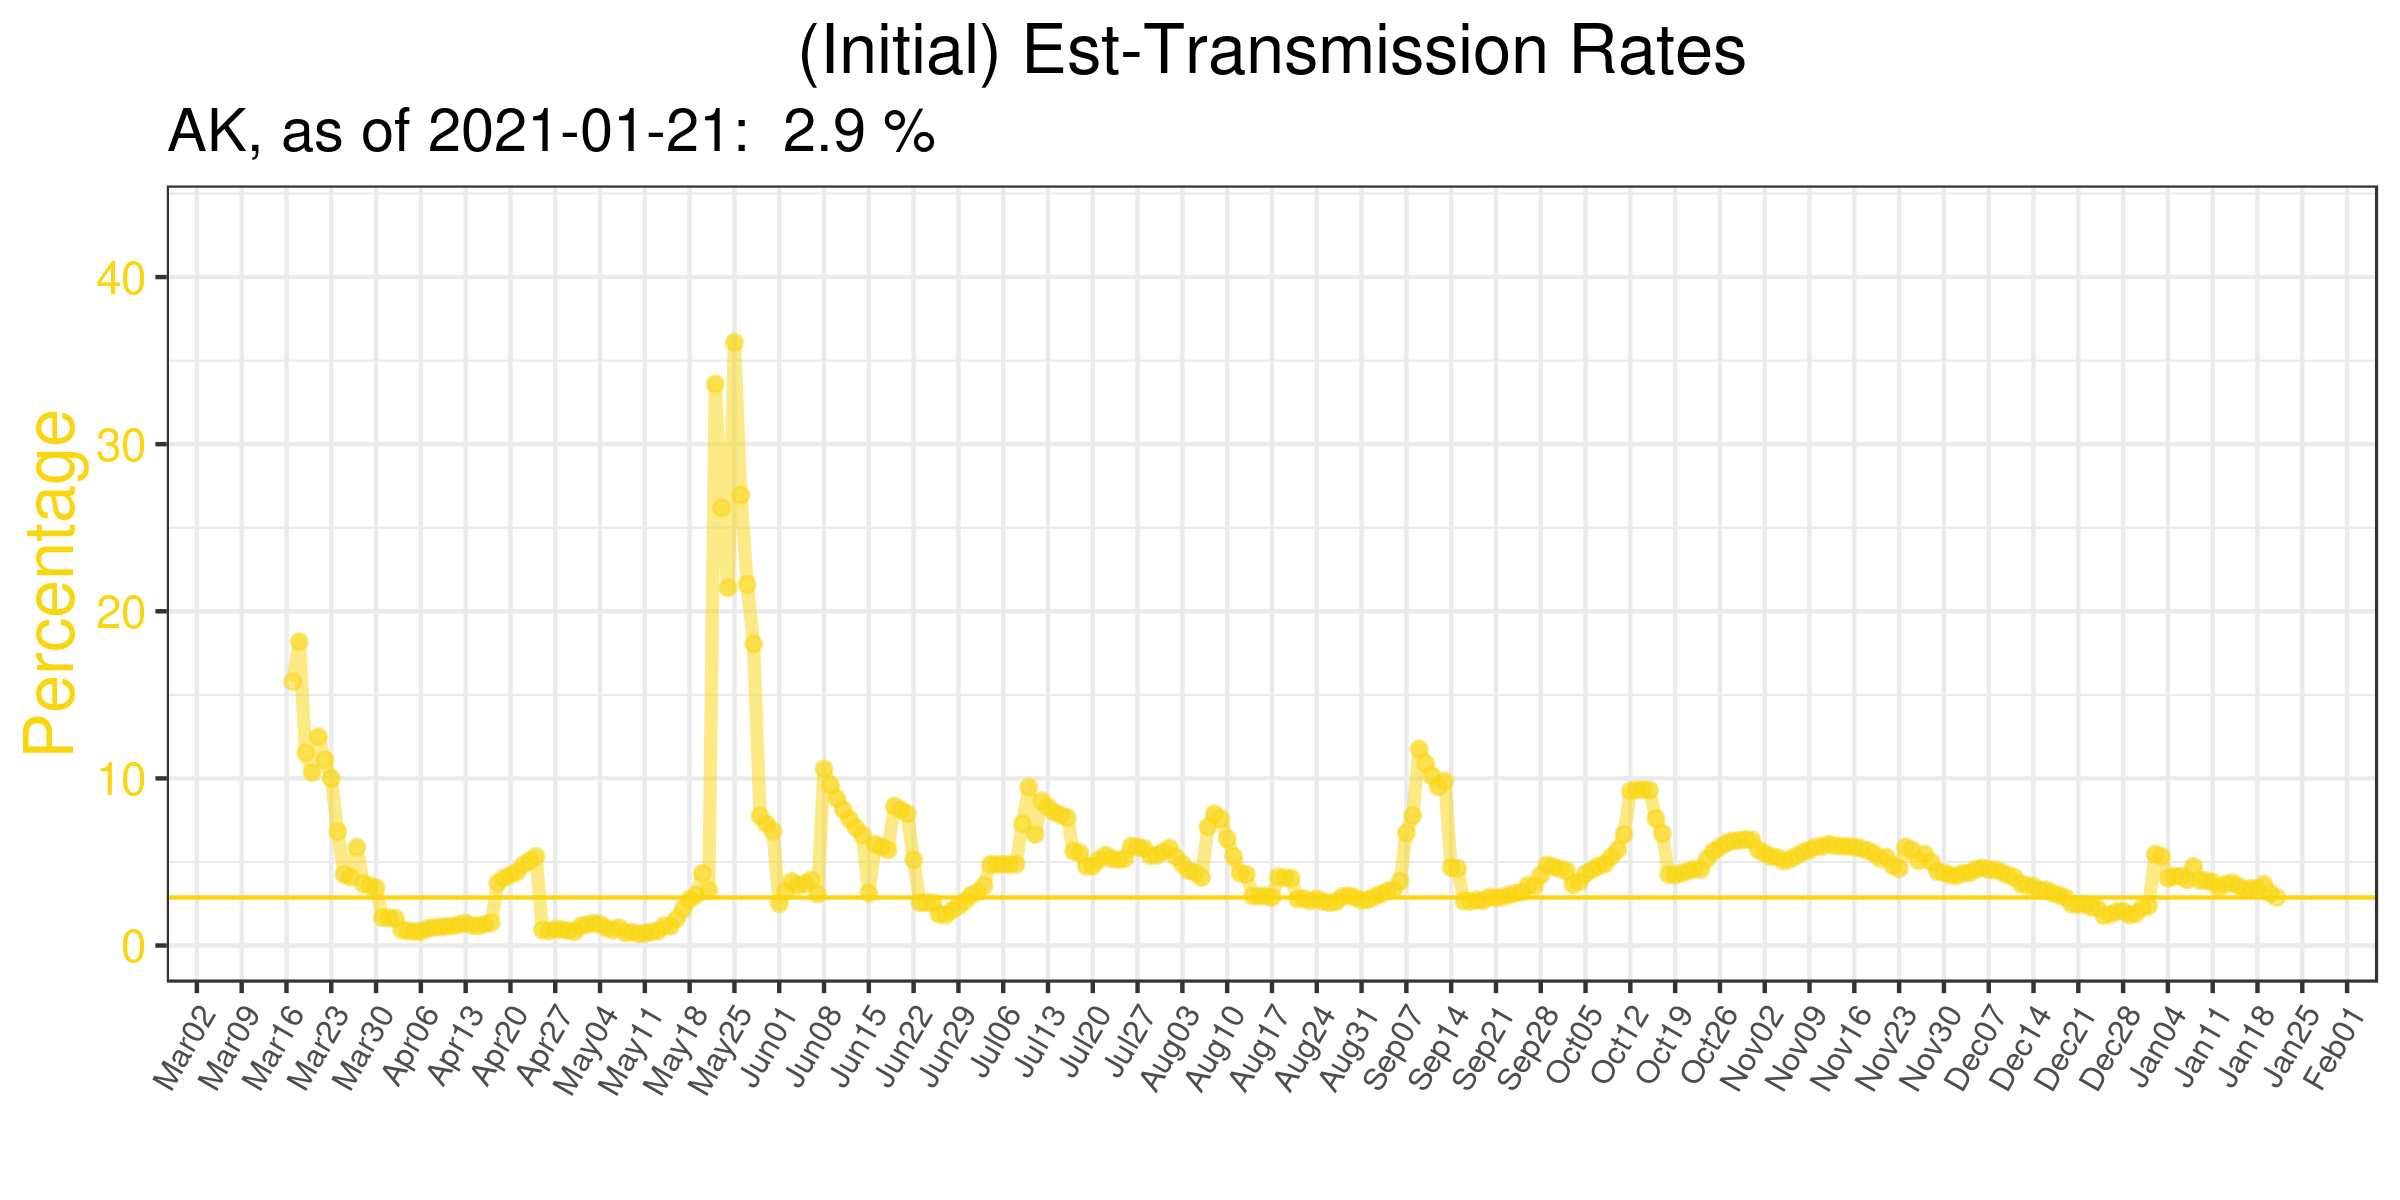 (Initial) Est-Transmission Rates
AK, as of 2021-01-21:  2.9 %
Percentage
40
30
20
10
0
Mar02 Mar09 Mar16 Mar23 Mar30 Apr06 Apr13 Apr20 Apr27 May04 May11 May18 May25 Jun01 Jun08 Jun15 Jun22 Jun29 Jul06 Jul13 Jul20 Jul27 Aug03 Aug10 Aug17 Aug24 Aug31 Sep07 Sep14 Sep21 Sep28 Oct05 Oct12 Oct19 Oct26 Nov02 Nov09 Nov16 Nov23 Nov30 Dec07 Dec14 Dec21 Dec28 Jan04 Jan11 Jan18 Jan25 Feb01